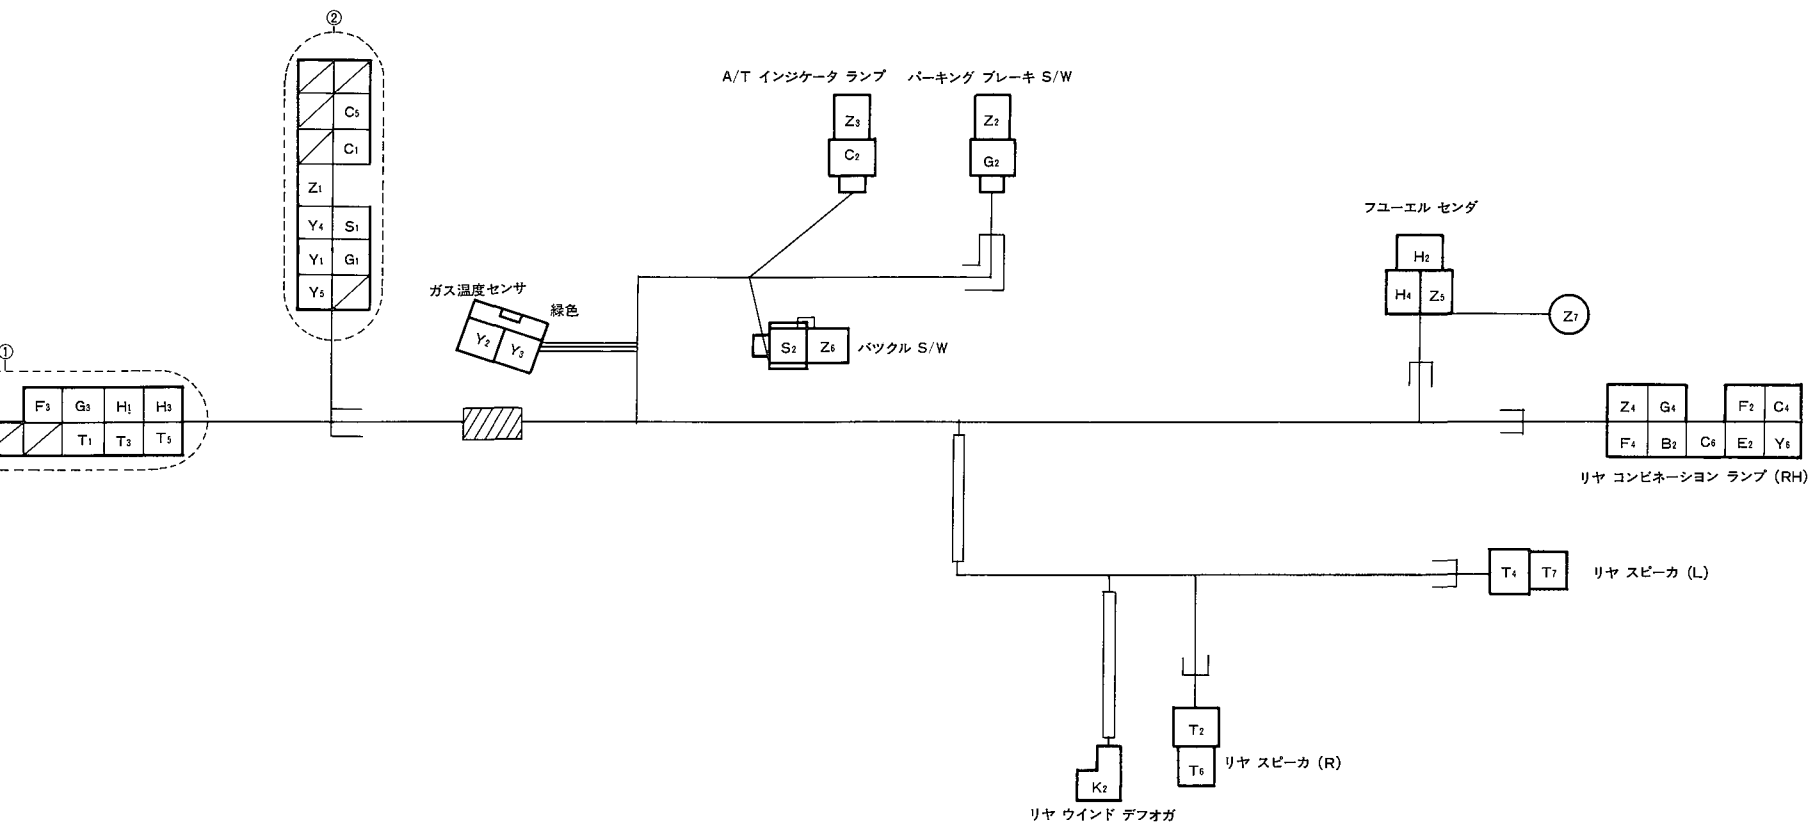 ②
C5
C1
Z1
Y4 S1
Y1 G1
Y5
A/T インジケータ ランプ
Z3
C2
パーキング ブレーキ S/W
Z2
G2
フユーエル センダ
H2
H4 Z5
Z7
ガス温度センサ
緑色
Y2 Y3
S2 Z6
バツクル S/W
①
F3 G3 H1 H3
T1 T3 T5
Z4 G4 F2 C4
F4 B2 C6 E2 Y6
リヤ コンビネーシヨン ランプ (RH)
T4 T7
リヤ スピーカ (L)
T2
T6
リヤ スピーカ (R)
K2
リヤ ウインド デフオガ